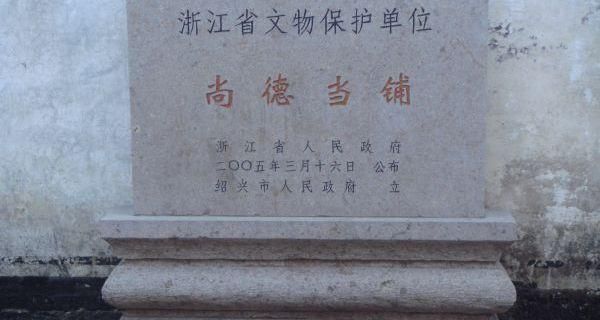 浙江省文物保护单位
尚德当铺
浙江省人民政府
二〇〇五年三月十六日 公布
绍兴市人民政府 立